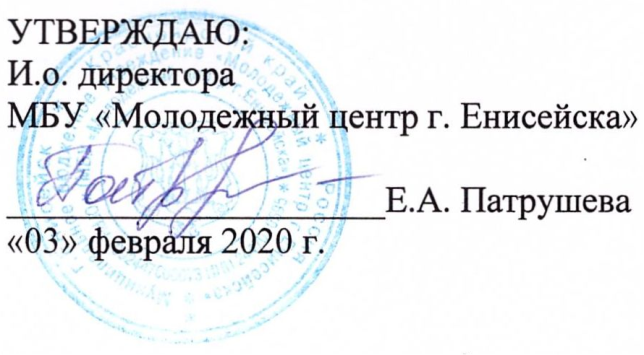 УТВЕРЖДАЮ:
И.о. директора
МБУ «Молодежный центр г. Енисейска»
Е.А. Патрушева
«03» февраля 2020 г.